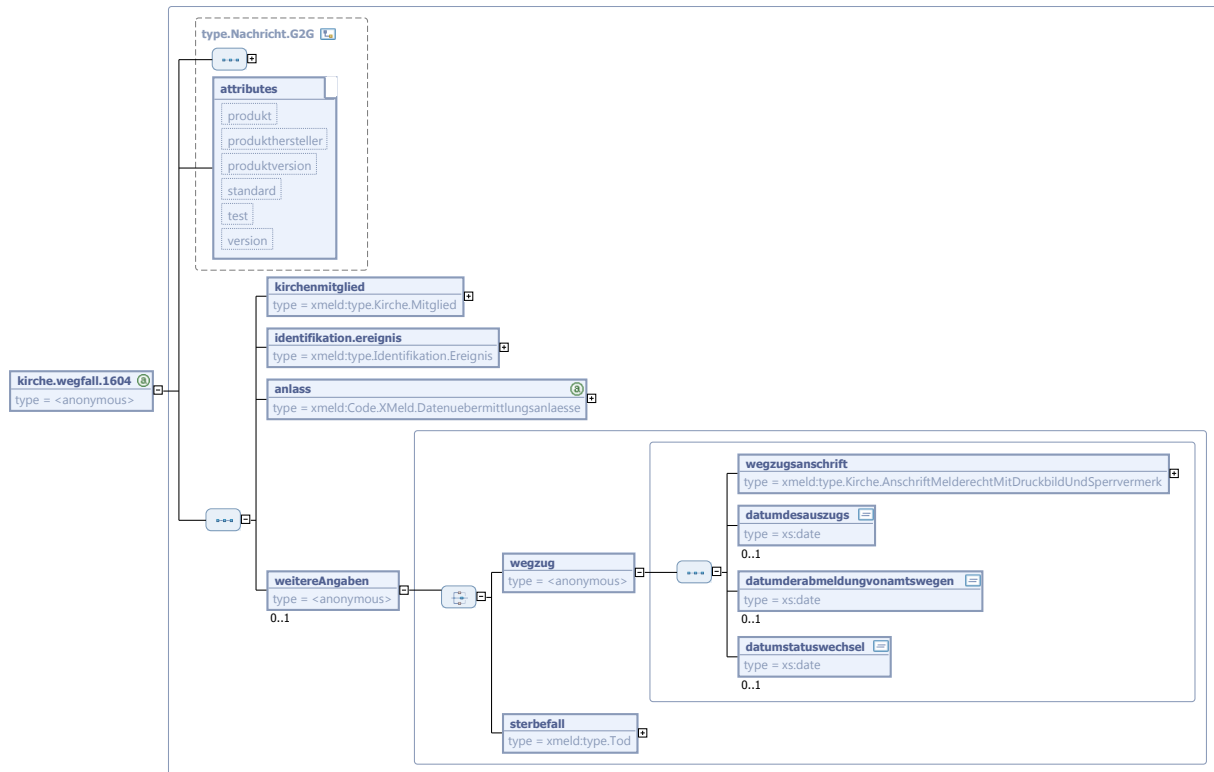 type.Nachricht.G2G
attributes
produkt
produkthersteller
produktversion
standard
test
version
kirchenmitglied
type = xmeld:type.Kirche.Mitglied
identifikation.ereignis
type = xmeld:type.Identifikation.Ereignis
kirche.wegfall.1604 a
type = <anonymous>
anlass a
type = xmeld:Code.XMeld.Datenuebermittlungsanlaesse
weitereAngaben
type = <anonymous>
0..1
wegzug
type = <anonymous>
wegzugsanschrift
type = xmeld:type.Kirche.AnschriftMelderechtMitDruckbildUndSperrvermerk
datumdesauszugs
type = xs:date
0..1
datumderabmeldungvonamtswegen
type = xs:date
0..1
datumstatuswechsel
type = xs:date
0..1
sterbefall
type = xmeld:type.Tod